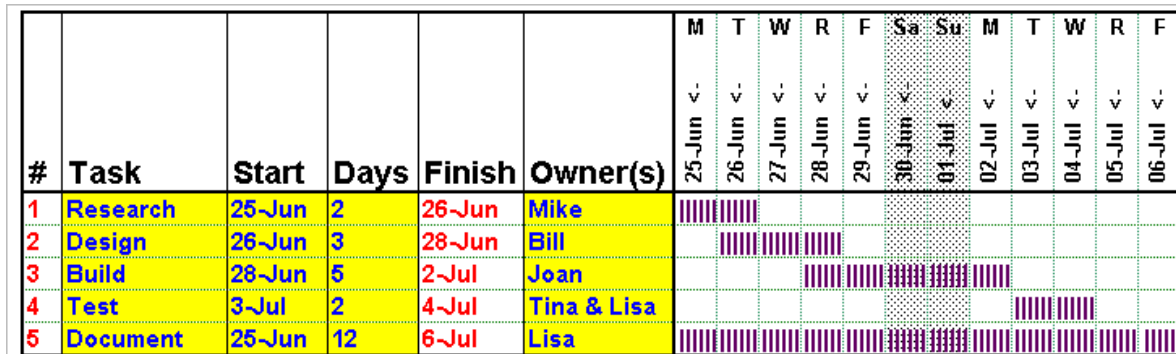 M T W R F Sa Su M T W R F
# Task Start Days Finish Owner(s) 25-Jun <- 26-Jun <- 27-Jun <- 28-Jun <- 29-Jun <- 30-Jun <- 01-Jul <- 02-Jul <- 03-Jul <- 04-Jul <- 05-Jul <- 06-Jul <-
1 Research 25-Jun 2 26-Jun Mike
2 Design 26-Jun 3 28-Jun Bill
3 Build 28-Jun 5 2-Jul Joan
4 Test 3-Jul 2 4-Jul Tina & Lisa
5 Document 25-Jun 12 6-Jul Lisa